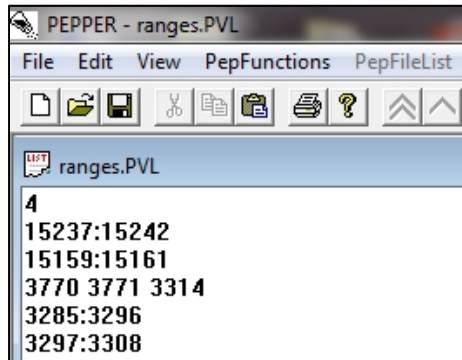 PEPPER - ranges.PVL
File Edit View PepFunctions PepFileList
LIST ranges.PVL
4
15237:15242
15159:15161
3770 3771 3314
3285:3296
3297:3308